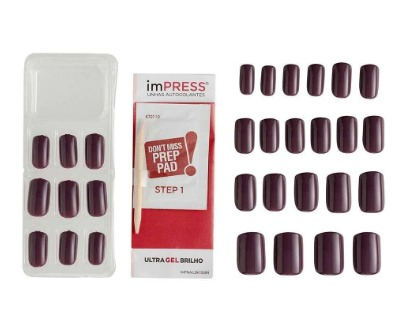 imPRESS®
UNHAS AUTOCOLANTES
DON'T MISS
PREP
PAD
STEP 1
ULTRA GEL BRILHO